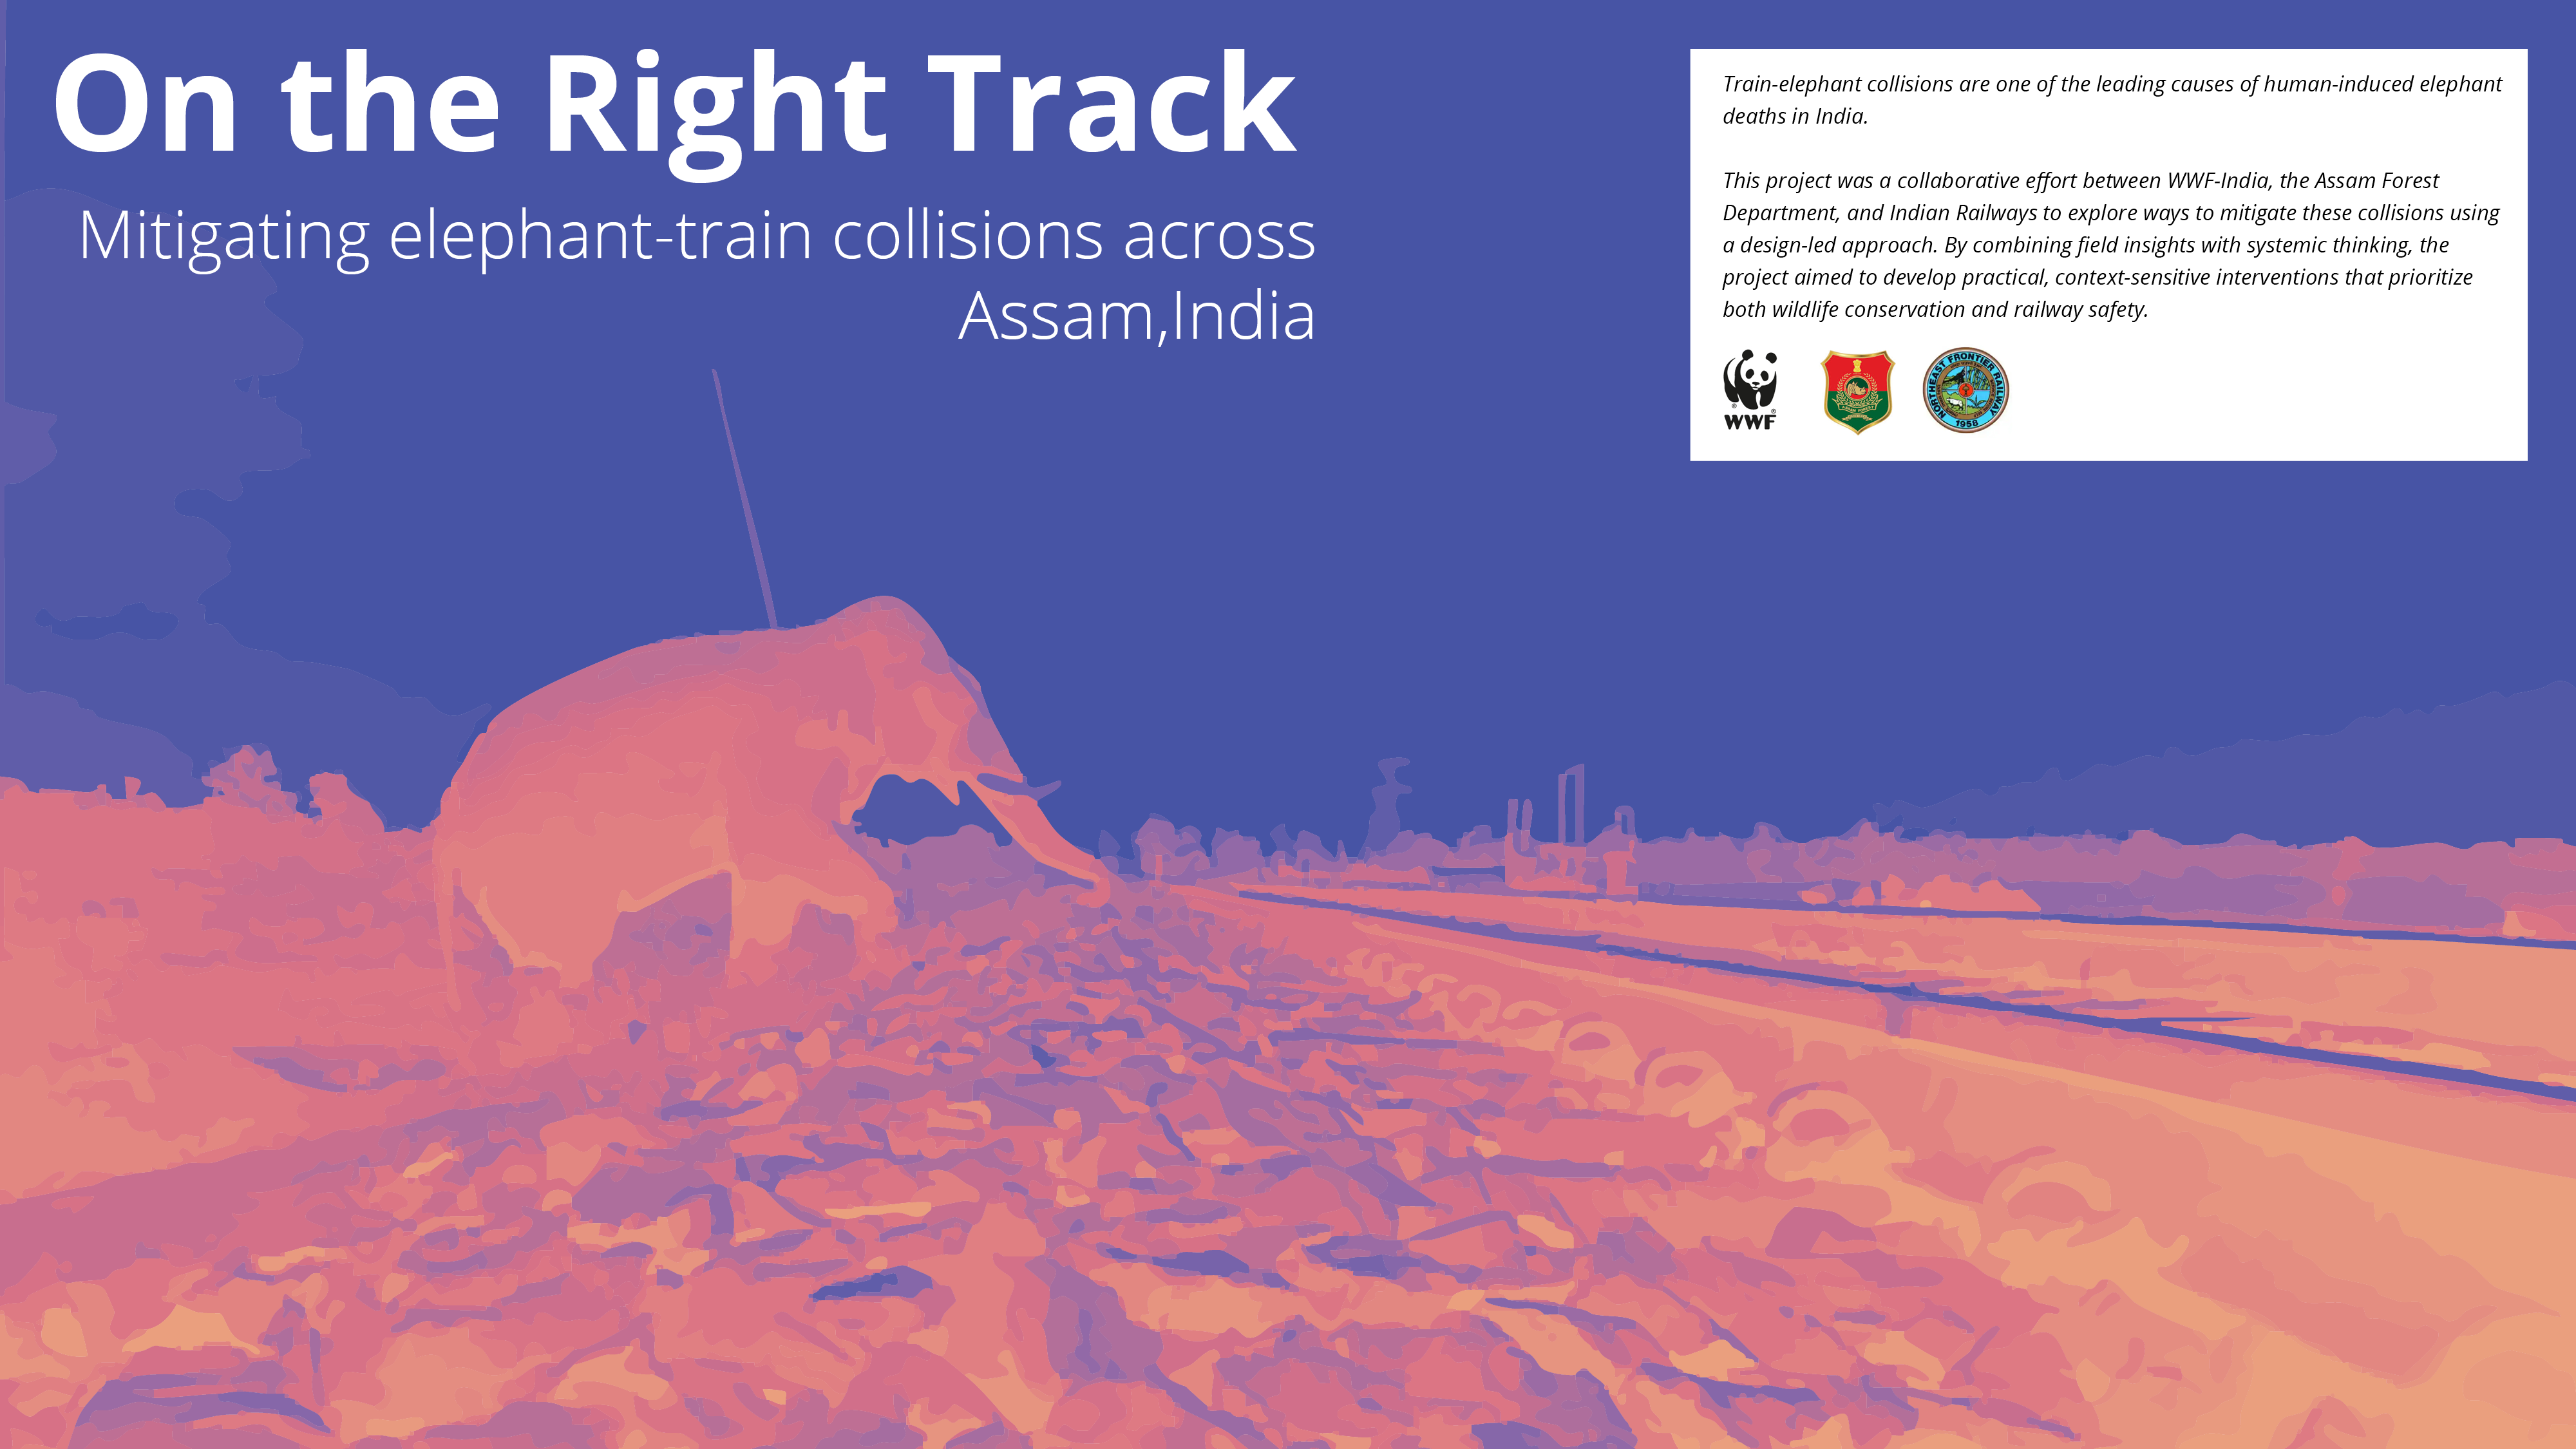 On the Right Track
Mitigating elephant-train collisions across
Assam,India
Train-elephant collisions are one of the leading causes of human-induced elephant
deaths in India.
This project was a collaborative effort between WWF-India, the Assam Forest
Department, and Indian Railways to explore ways to mitigate these collisions using
a design-led approach. By combining field insights with systemic thinking, the
project aimed to develop practical, context-sensitive interventions that prioritize
both wildlife conservation and railway safety.
WWF
ASSAM FOREST
NORTHEAST FRONTIER RAILWAY
1958